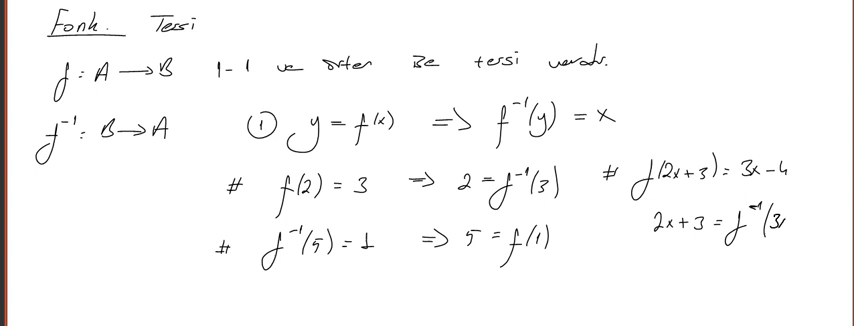 Fonk. Tersi
f: A → B 1-1 ve örten ise tersi vardır.
f⁻¹: B → A ① y = f(x) => f⁻¹(y) = x
# f(2) = 3 => 2 = f⁻¹(3) # f(2x+3) = 3x-4
# f⁻¹(5) = 1 => 5 = f(1) 2x+3 = f⁻¹(3x